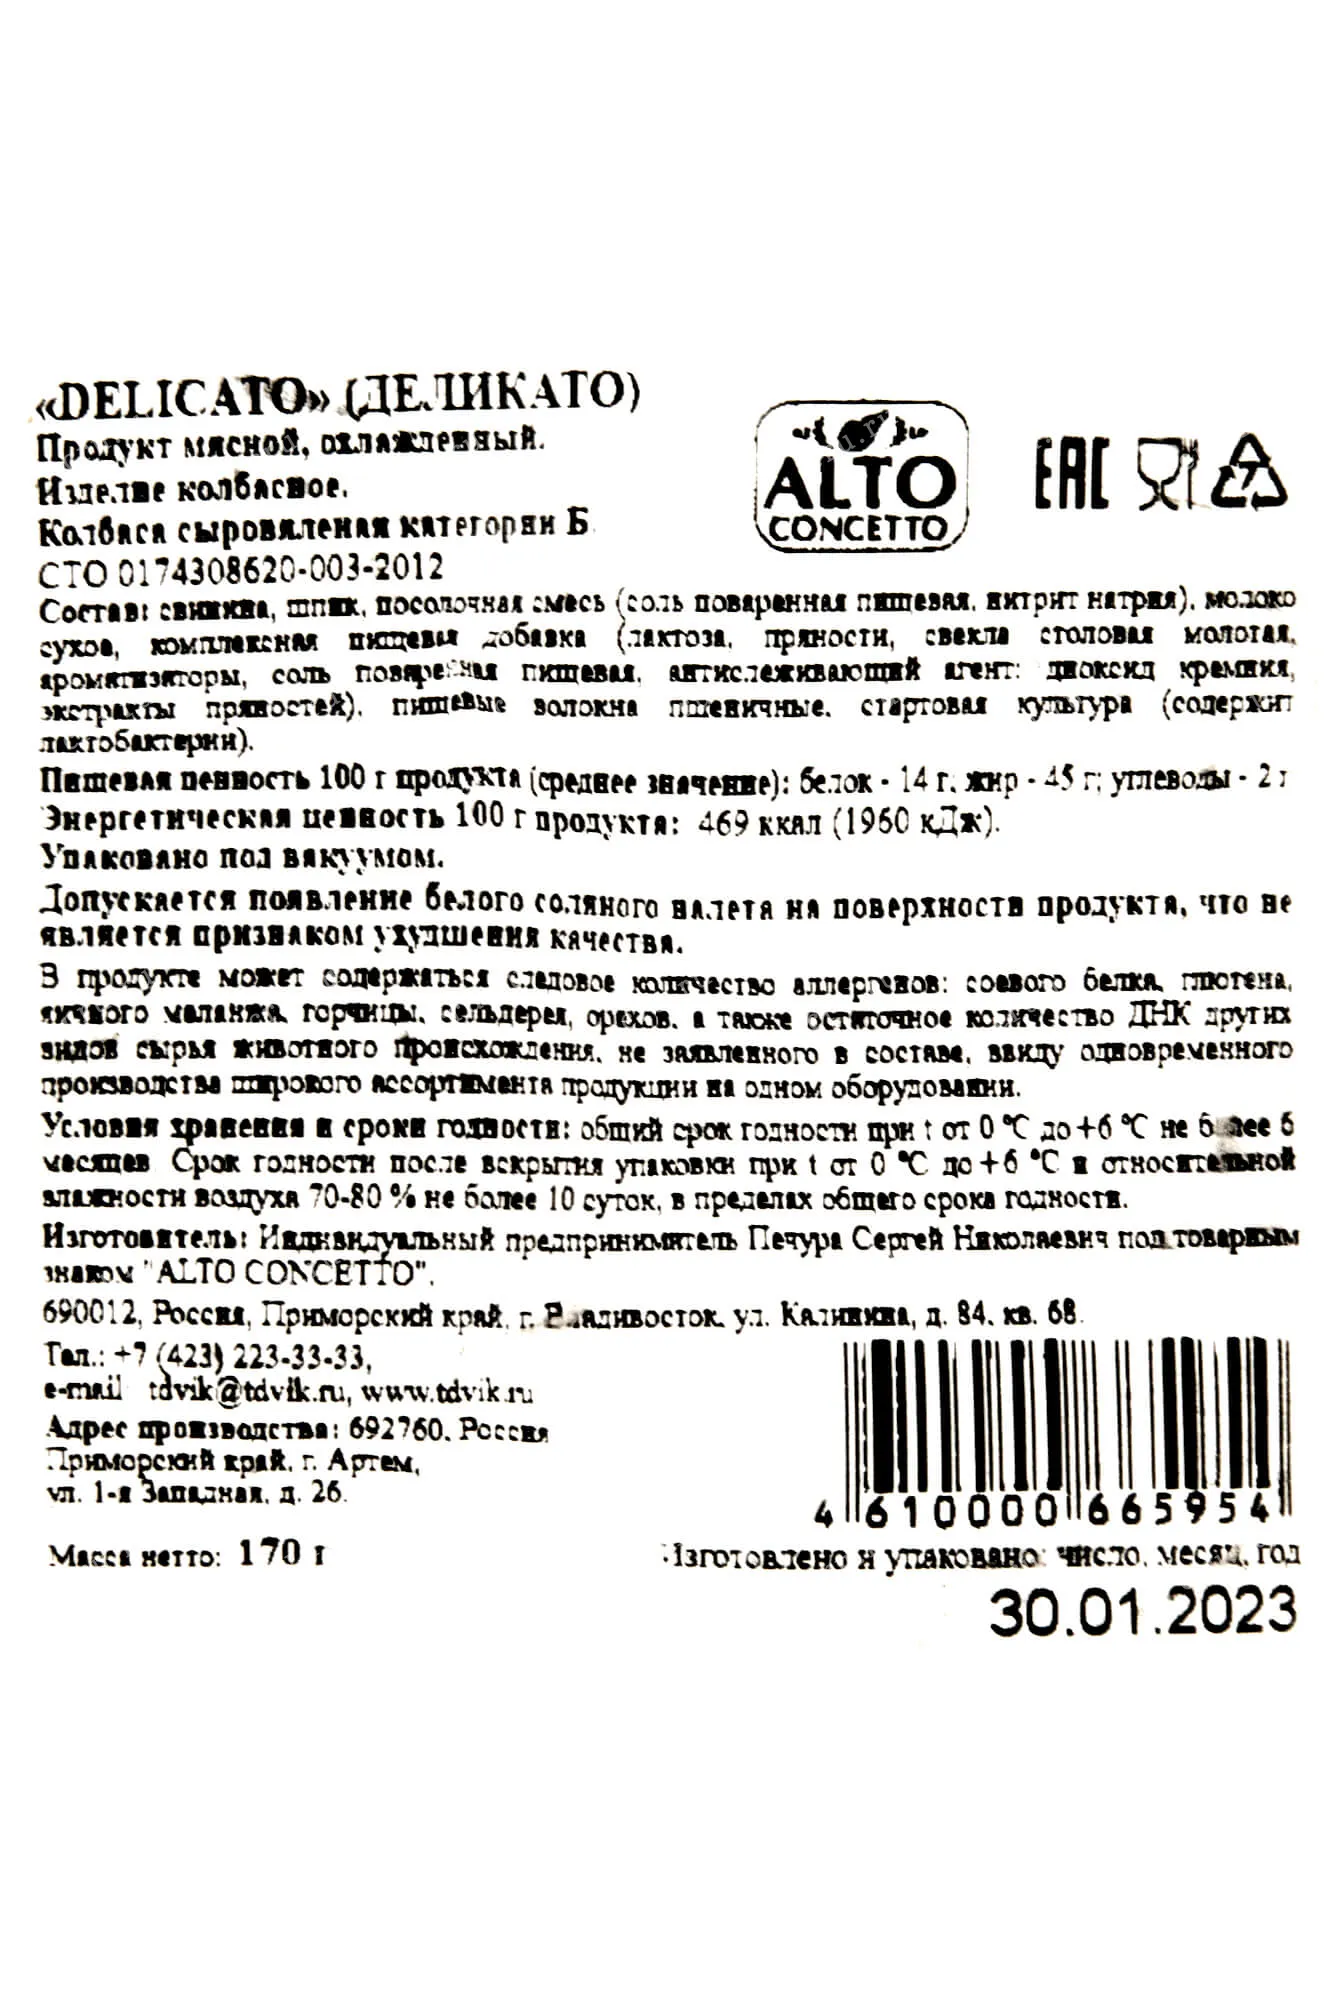 «DELICATO» (ДЕЛИКАТО)
Продукт мясной, охлажденный.
Изделие колбасное.
Колбаса сыровяленая категории Б
СТО 0174308620-003-2012
ALTO
CONCETTO
EAC
7
Состав: свинина, шпик, посолочная смесь (соль поваренная пищевая, нитрит натрия), молоко
сухое, комплексная пищевая добавка (лактоза, пряности, свекла столовая молотая,
ароматизаторы, соль поваренная пищевая, антислеживающий агент: диоксид кремния,
экстракты пряностей), пищевые волокна пшеничные, стартовая культура (содержит
лактобактерии).
Пищевая ценность 100 г продукта (среднее значение): белок - 14 г; жир - 45 г; углеводы - 2 г
Энергетическая ценность 100 г продукта: 469 ккал (1960 кДж).
Упаковано под вакуумом.
Допускается появление белого соляного налета на поверхности продукта, что не
является признаком ухудшения качества.
В продукте может содержаться следовое количество аллергенов: соевого белка, глютена,
яичного меланжа, горчицы, сельдерея, орехов, а также остаточное количество ДНК других
видов сырья животного происхождения, не заявленного в составе, ввиду одновременного
производства широкого ассортимента продукции на одном оборудовании.
Условия хранения и сроки годности: общий срок годности при t от 0 °С до +6 °С не более 6
месяцев. Срок годности после вскрытия упаковки при t от 0 °С до +6 °С и относительной
влажности воздуха 70-80 % не более 10 суток, в пределах общего срока годности.
Изготовитель: Индивидуальный предприниматель Печура Сергей Николаевич под товарным
знаком "ALTO CONCETTO".
690012, Россия, Приморский край, г. Владивосток, ул. Калинина, д. 84, кв. 68.
Тел.: +7 (423) 223-33-33,
e-mail tdvik@tdvik.ru, www.tdvik.ru
Адрес производства: 692760, Россия
Приморский край, г. Артем,
ул. 1-я Западная, д. 26.
Масса нетто: 170 г
4 610000 665954
Изготовлено и упаковано: число, месяц, год
30.01.2023